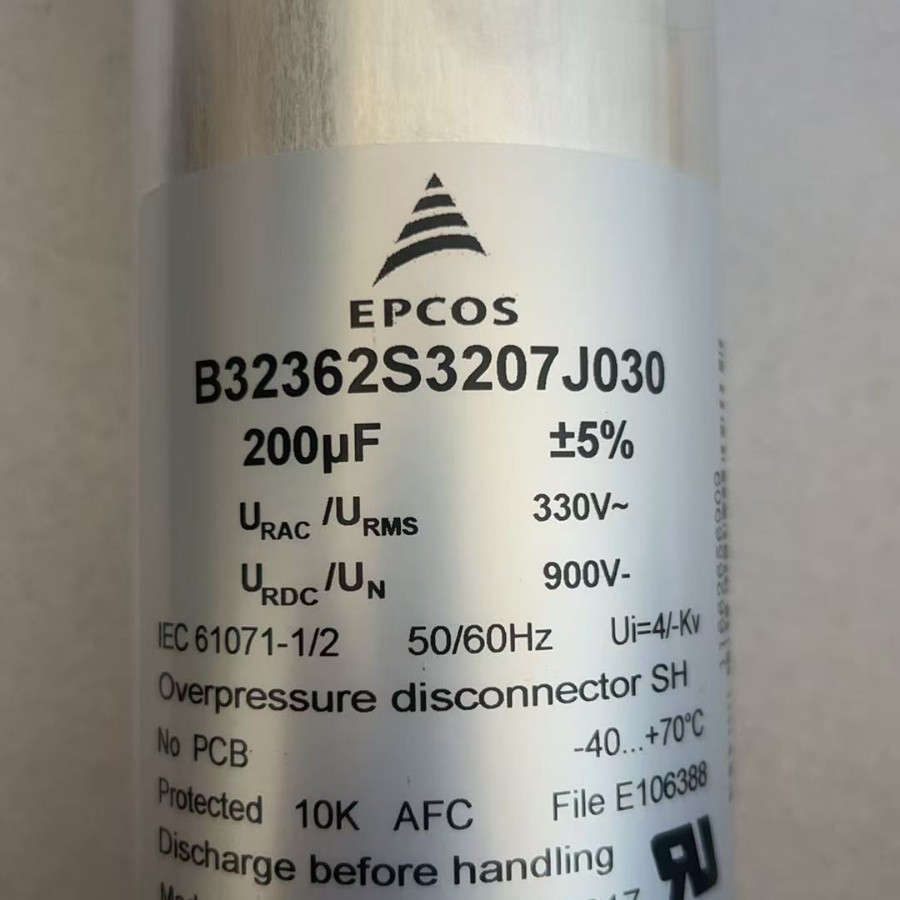 EPCOS
B32362S3207J030
200µF ±5%
URAC/URMS 330V~
URDC/UN 900V-
IEC 61071-1/2 50/60Hz Ui=4/-Kv
Overpressure disconnector SH
No PCB -40...+70°C
Protected 10K AFC File E106388
Discharge before handling